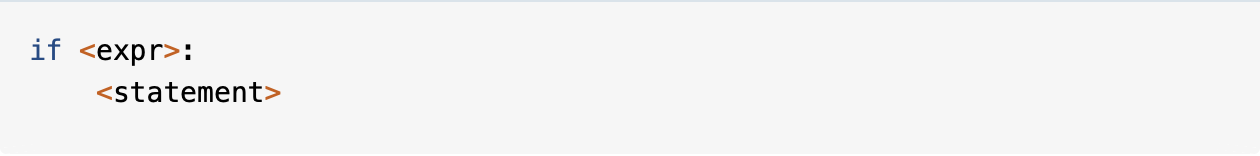 if <expr>:
    <statement>